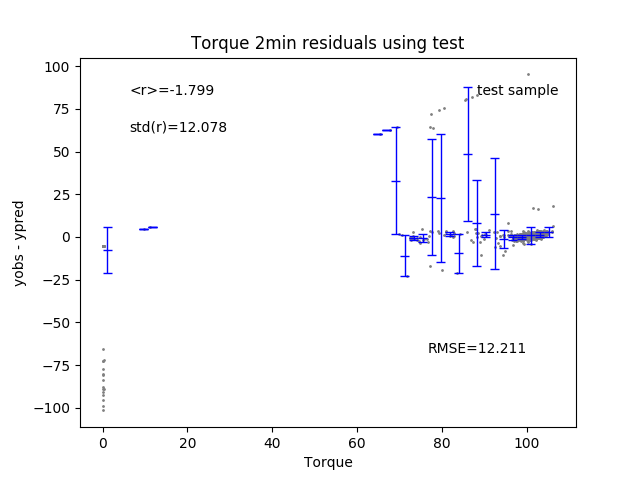 Torque 2min residuals using test
<r>=-1.799
test sample
std(r)=12.078
RMSE=12.211
yobs - ypred
100
75
50
25
0
−25
−50
−75
−100
0 20 40 60 80 100
Torque